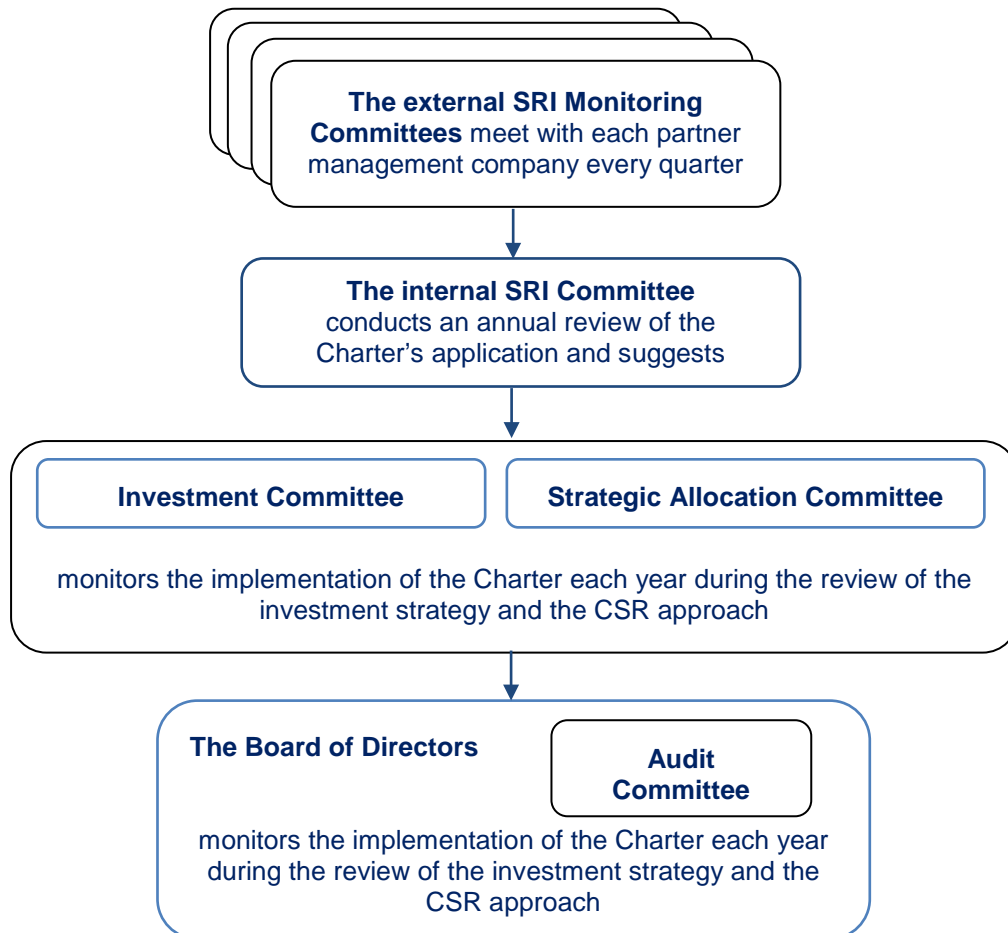 The external SRI Monitoring
Committees meet with each partner
management company every quarter
The internal SRI Committee
conducts an annual review of the
Charter’s application and suggests
Investment Committee
Strategic Allocation Committee
monitors the implementation of the Charter each year during the review of the
investment strategy and the CSR approach
The Board of Directors
Audit
Committee
monitors the implementation of the Charter each year
during the review of the investment strategy and the
CSR approach